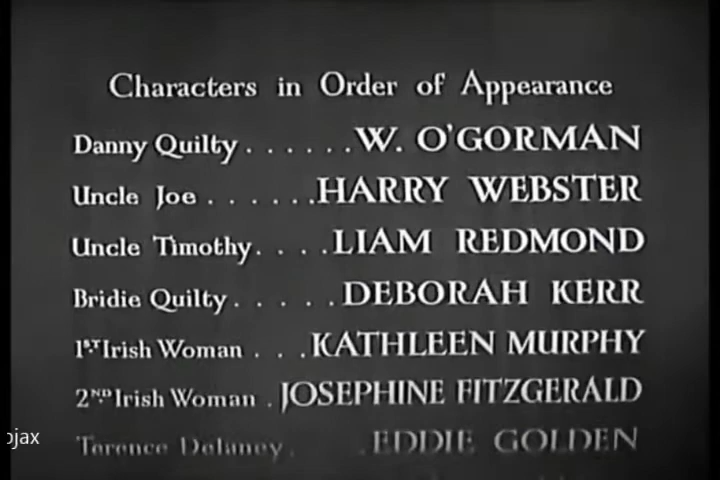 Characters in Order of Appearance
Danny Quilty . . . . . . W. O'GORMAN
Uncle Joe . . . . . . HARRY WEBSTER
Uncle Timothy . . . . LIAM REDMOND
Bridie Quilty . . . . . DEBORAH KERR
1ST Irish Woman . . . KATHLEEN MURPHY
2ND Irish Woman . JOSEPHINE FITZGERALD
ojax
Terence Delaney . . EDDIE GOLDEN